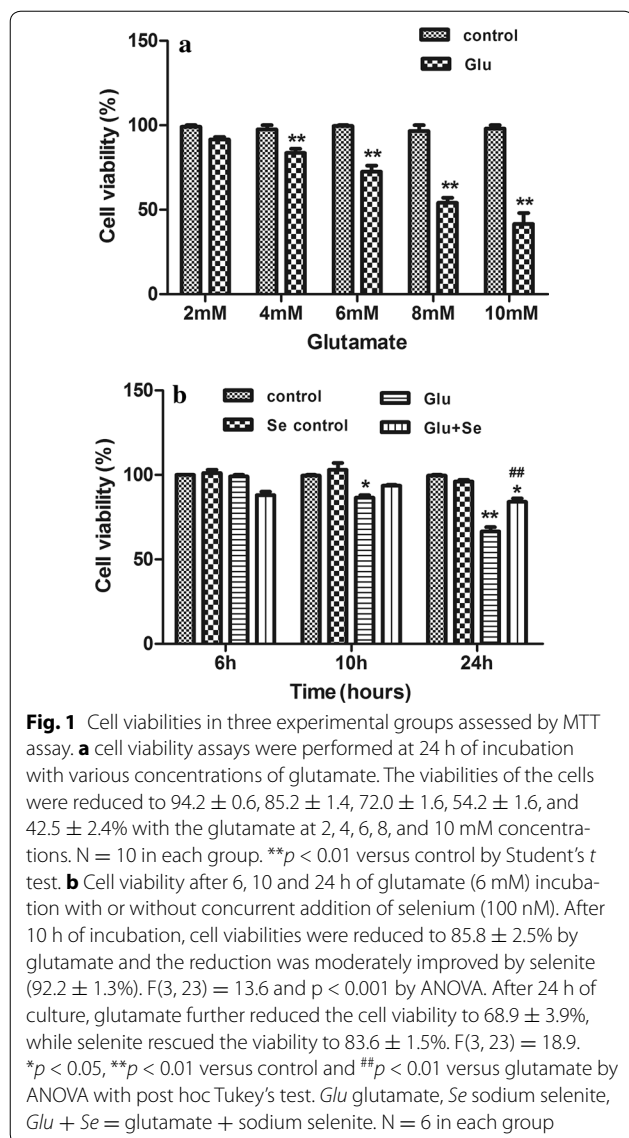 a
control
Glu
150
100
50
0
Cell viability (%)
**
**
**
**
2mM 4mM 6mM 8mM 10mM
Glutamate
b
control
Se control
Glu
Glu+Se
150
100
50
0
Cell viability (%)
*
**
##
*
6h 10h 24h
Time (hours)
Fig. 1 Cell viabilities in three experimental groups assessed by MTT
assay. a cell viability assays were performed at 24 h of incubation
with various concentrations of glutamate. The viabilities of the cells
were reduced to 94.2 ± 0.6, 85.2 ± 1.4, 72.0 ± 1.6, 54.2 ± 1.6, and
42.5 ± 2.4% with the glutamate at 2, 4, 6, 8, and 10 mM concentra-
tions. N = 10 in each group. **p < 0.01 versus control by Student's t
test. b Cell viability after 6, 10 and 24 h of glutamate (6 mM) incuba-
tion with or without concurrent addition of selenium (100 nM). After
10 h of incubation, cell viabilities were reduced to 85.8 ± 2.5% by
glutamate and the reduction was moderately improved by selenite
(92.2 ± 1.3%). F(3, 23) = 13.6 and p < 0.001 by ANOVA. After 24 h of
culture, glutamate further reduced the cell viability to 68.9 ± 3.9%,
while selenite rescued the viability to 83.6 ± 1.5%. F(3, 23) = 18.9.
*p < 0.05, **p < 0.01 versus control and ##p < 0.01 versus glutamate by
ANOVA with post hoc Tukey's test. Glu glutamate, Se sodium selenite,
Glu + Se = glutamate + sodium selenite. N = 6 in each group